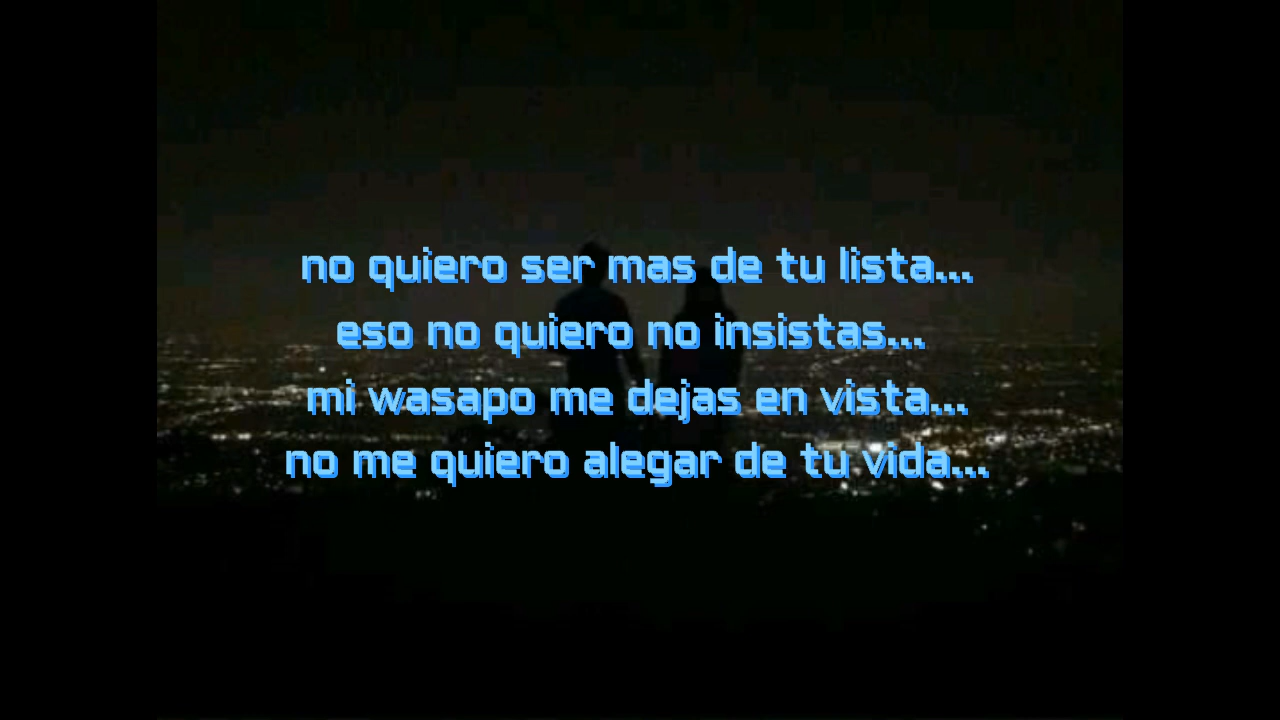 no quiero ser mas de tu lista...
eso no quiero no insistas...
mi wasapo me dejas en vista...
no me quiero alegar de tu vida...